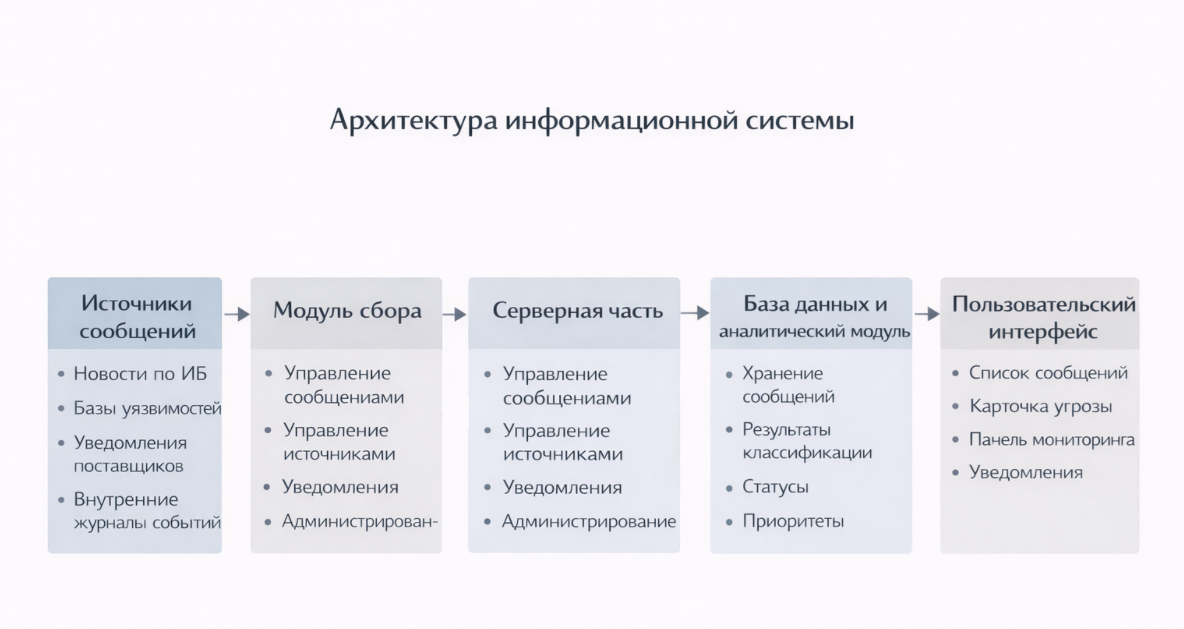 Архитектура информационной системы
Источники
сообщений
• Новости по ИБ
• Базы уязвимостей
• Уведомления
поставщиков
• Внутренние
журналы событий
Модуль сбора
• Управление
сообщениами
• Управление
источниками
• Уведомления
• Администрирован-
Серверная часть
• Управление
сообщениами
• Управление
источниками
• Уведомления
• Администрирование
База данных и
аналитический модуль
• Хранение
сообщений
• Результаты
классификации
• Статусы
• Приоритеты
Пользовательский
интерфейс
• Список сообщений
• Карточка угрозы
• Панель мониторинга
• Уведомления